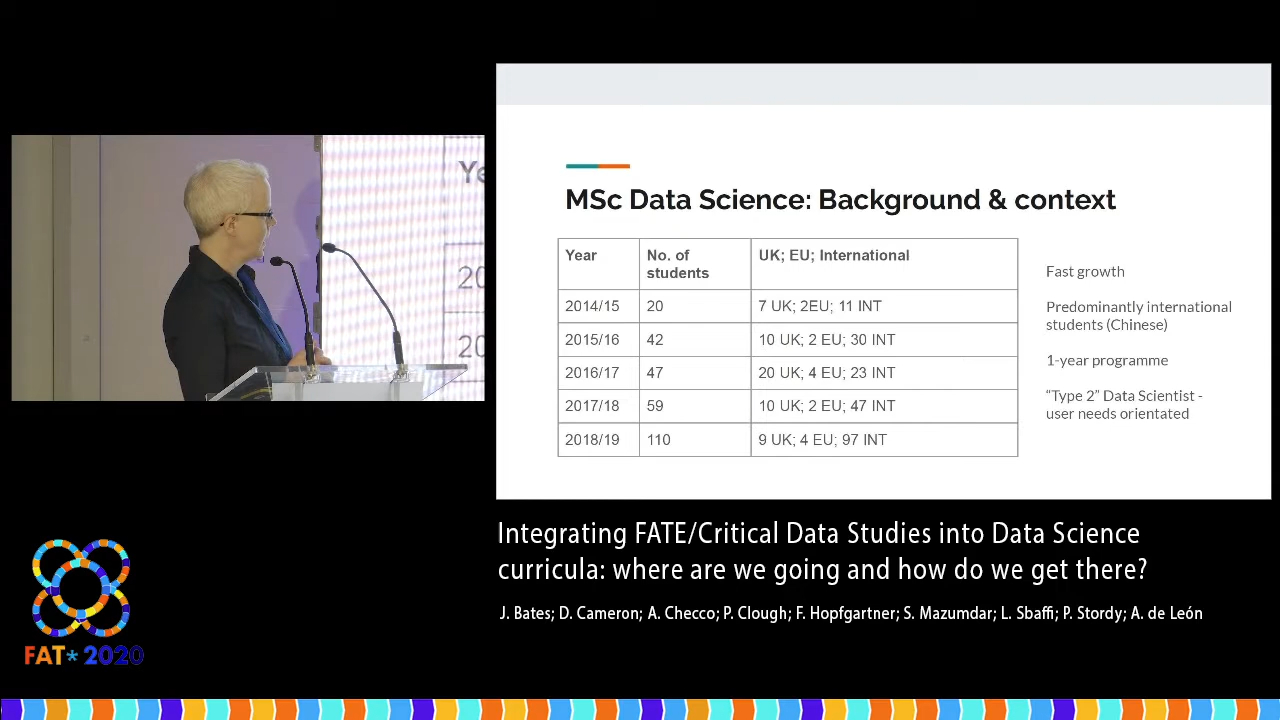 MSc Data Science: Background & context
Year No. of students UK; EU; International
2014/15 20 7 UK; 2EU; 11 INT
2015/16 42 10 UK; 2 EU; 30 INT
2016/17 47 20 UK; 4 EU; 23 INT
2017/18 59 10 UK; 2 EU; 47 INT
2018/19 110 9 UK; 4 EU; 97 INT
Fast growth
Predominantly international
students (Chinese)
1-year programme
“Type 2” Data Scientist -
user needs orientated
Ye
20
20
Integrating FATE/Critical Data Studies into Data Science
curricula: where are we going and how do we get there?
J. Bates; D. Cameron; A. Checco; P. Clough; F. Hopfgartner; S. Mazumdar; L. Sbaffi; P. Stordy; A. de León
FAT* 2020